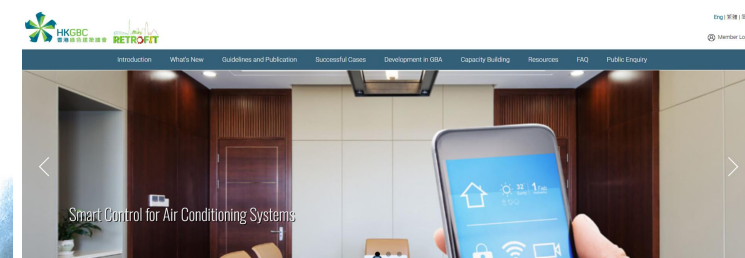 HKGBC
香港綠色建築議會
RETROFIT
Eng | 繁體 |
Member Lo
Introduction
What's New
Guidelines and Publication
Successful Cases
Development in GBA
Capacity Building
Resources
FAQ
Public Enquiry
Smart Control for Air Conditioning Systems